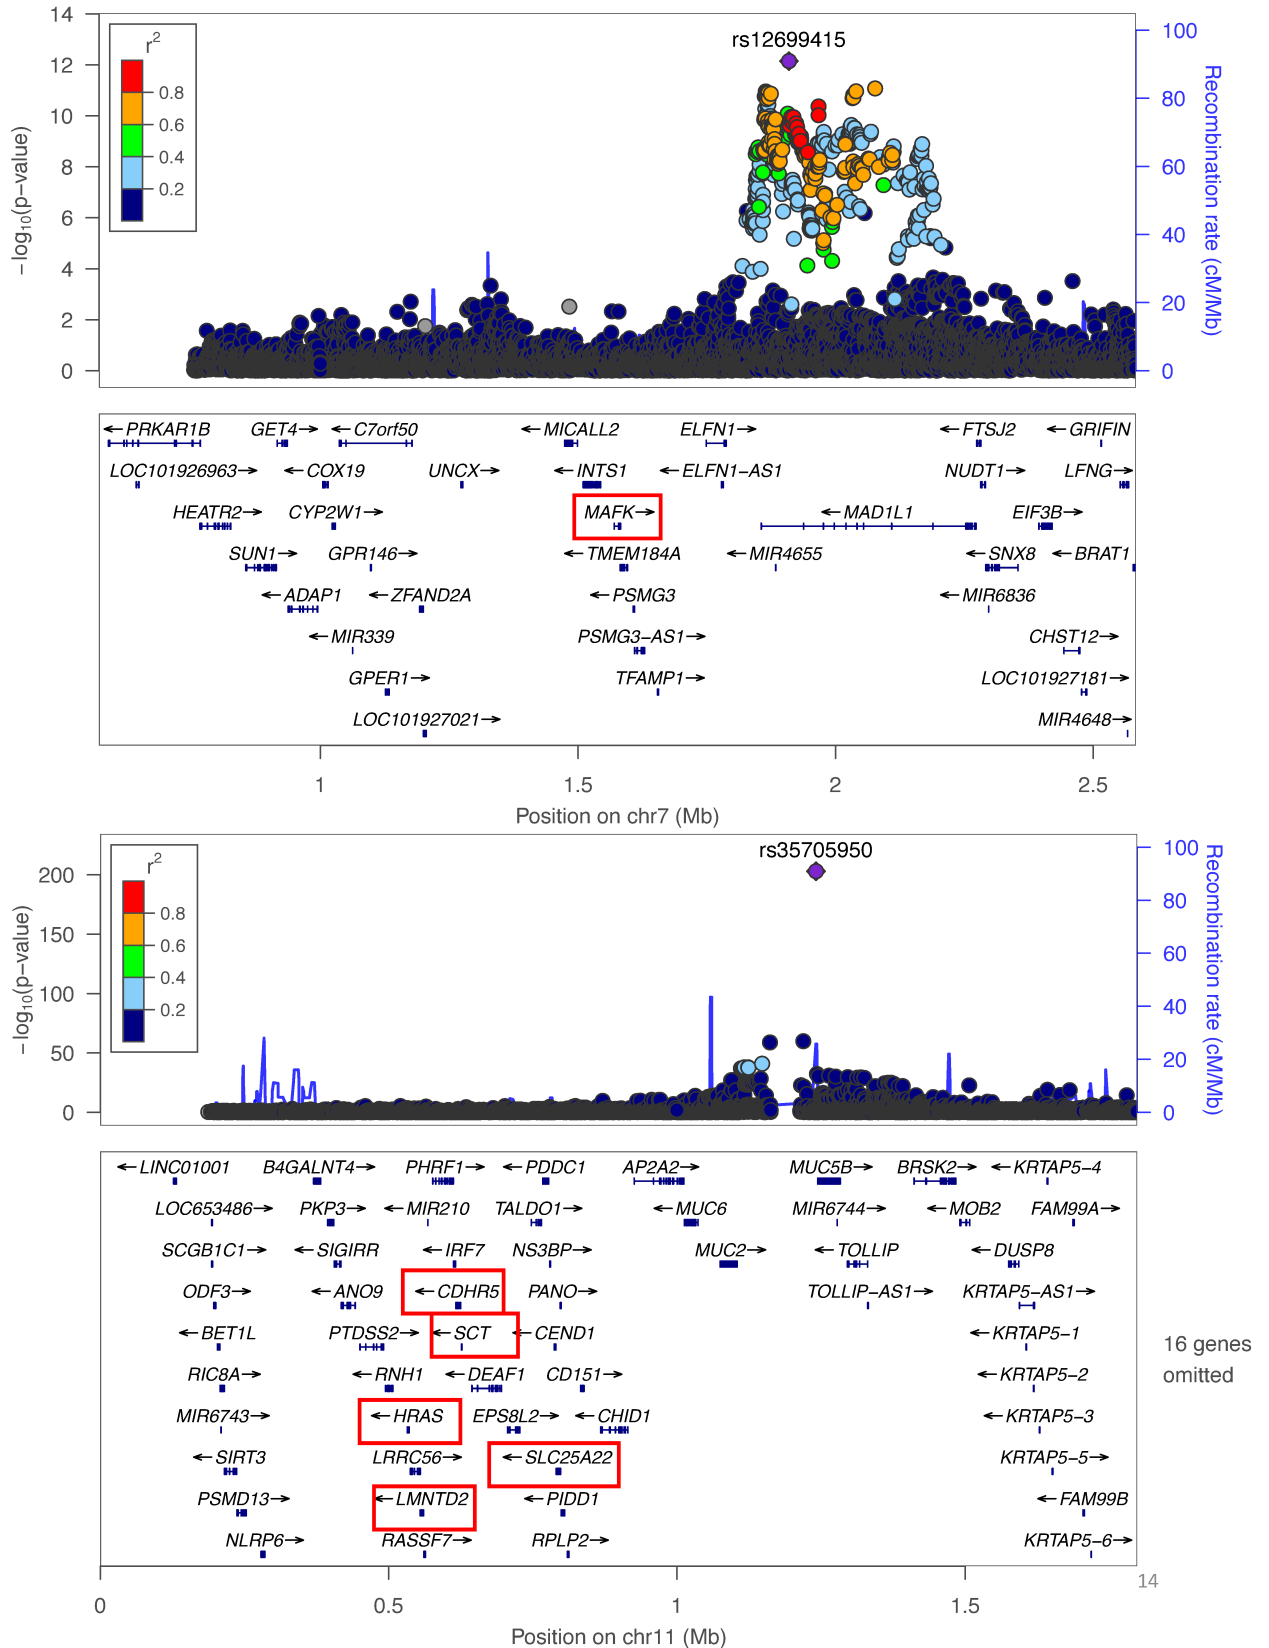 rs12699415
r2
0.8
0.6
0.4
0.2
14
12
10
8
6
4
2
0
−log10(p−value)
100
80
60
40
20
0
Recombination rate (cM/Mb)
←PRKAR1B GET4→ ←C7orf50 ←MICALL2 ELFN1→ ←FTSJ2 ←GRIFIN
LOC101926963→ ←COX19 UNCX→ ←INTS1 ←ELFN1−AS1 NUDT1→ LFNG→
HEATR2→ CYP2W1→ MAFK→ ←MAD1L1 EIF3B→
SUN1→ GPR146→ ←TMEM184A ←MIR4655 ←SNX8 ←BRAT1
←ADAP1 ←ZFAND2A ←PSMG3 ←MIR6836
←MIR339 PSMG3−AS1→ CHST12→
GPER1→ TFAMP1→ LOC101927181→
LOC101927021→ MIR4648→
1 1.5 2 2.5
Position on chr7 (Mb)
rs35705950
r2
0.8
0.6
0.4
0.2
200
150
100
50
0
−log10(p−value)
100
80
60
40
20
0
Recombination rate (cM/Mb)
←LINC01001 B4GALNT4→ PHRF1→ ←PDDC1 AP2A2→ MUC5B→ BRSK2→ ←KRTAP5−4
LOC653486→ PKP3→ ←MIR210 TALDO1→ ←MUC6 MIR6744→ ←MOB2 FAM99A→
SCGB1C1→ ←SIGIRR ←IRF7 NS3BP→ MUC2→ ←TOLLIP ←DUSP8
ODF3→ ←ANO9 ←CDHR5 PANO→ TOLLIP−AS1→ KRTAP5−AS1→
←BET1L PTDSS2→ ←SCT ←CEND1 ←KRTAP5−1
RIC8A→ ←RNH1 ←DEAF1 CD151→ ←KRTAP5−2
MIR6743→ ←HRAS EPS8L2→ ←CHID1 ←KRTAP5−3
←SIRT3 LRRC56→ ←SLC25A22 KRTAP5−5→
PSMD13→ ←LMNTD2 ←PIDD1 ←FAM99B
NLRP6→ RASSF7→ RPLP2→ KRTAP5−6→
16 genes
omitted
14
0 0.5 1 1.5
Position on chr11 (Mb)